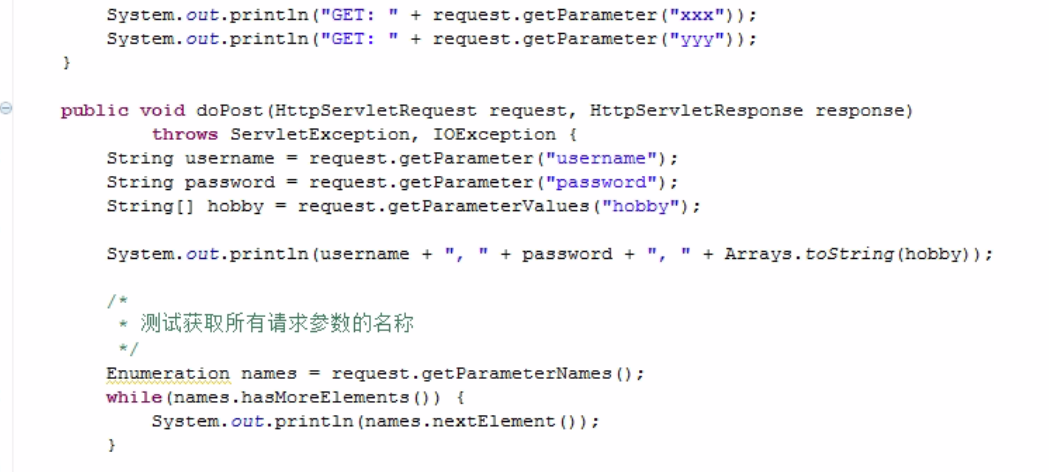 System.out.println("GET: " + request.getParameter("xxx"));
System.out.println("GET: " + request.getParameter("yyy"));
}
public void doPost(HttpServletRequest request, HttpServletResponse response)
throws ServletException, IOException {
String username = request.getParameter("username");
String password = request.getParameter("password");
String[] hobby = request.getParameterValues("hobby");
System.out.println(username + ", " + password + ", " + Arrays.toString(hobby));
/*
* 测试获取所有请求参数的名称
*/
Enumeration names = request.getParameterNames();
while(names.hasMoreElements()) {
System.out.println(names.nextElement());
}